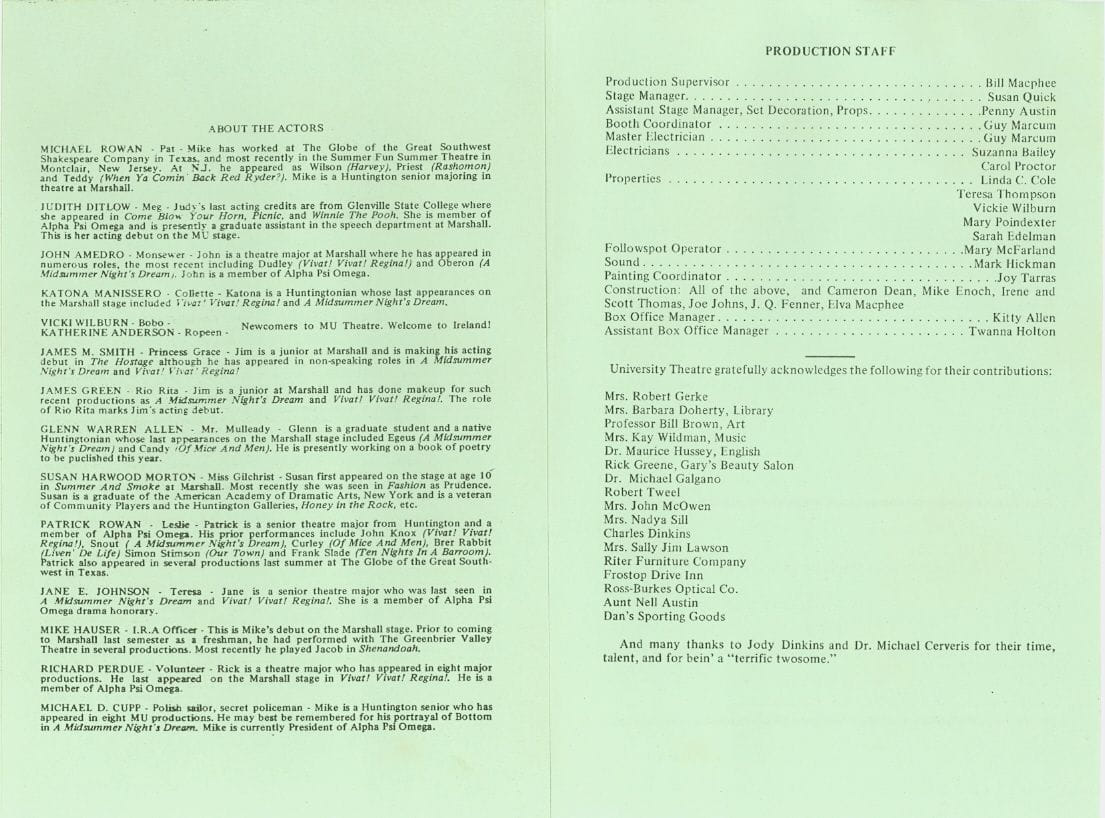 ABOUT THE ACTORS
MICHAEL ROWAN - Pat - Mike has worked at The Globe of the Great Southwest
Shakespeare Company in Texas, and most recently in the Summer Fun Summer Theatre in
Montclair, New Jersey. At N.J. he appeared as Wilson (Harvey), Priest (Rashomon)
and Teddy (When Ya Comin' Back Red Ryder?). Mike is a Huntington senior majoring in
theatre at Marshall.
JUDITH DITLOW - Meg - Judy's last acting credits are from Glenville State College where
she appeared in Come Blow Your Horn, Picnic, and Winnie The Pooh. She is member of
Alpha Psi Omega and is presently a graduate assistant in the speech department at Marshall.
This is her acting debut on the MU stage.
JOHN AMEDRO - Monsewer - John is a theatre major at Marshall where he has appeared in
numerous roles, the most recent including Dudley (Vivat! Vivat! Regina!) and Oberon (A
Midsummer Night's Dream). John is a member of Alpha Psi Omega.
KATONA MANISSERO - Collette - Katona is a Huntingtonian whose last appearances on
the Marshall stage included Vivat! Vivat! Regina! and A Midsummer Night's Dream.
VICKI WILBURN - Bobo -
KATHERINE ANDERSON - Ropeen - Newcomers to MU Theatre. Welcome to Ireland!
JAMES M. SMITH - Princess Grace - Jim is a junior at Marshall and is making his acting
debut in The Hostage although he has appeared in non-speaking roles in A Midsummer
Night's Dream and Vivat! Vivat! Regina!
JAMES GREEN - Rio Rita - Jim is a junior at Marshall and has done makeup for such
recent productions as A Midsummer Night's Dream and Vivat! Vivat! Regina!. The role
of Rio Rita marks Jim's acting debut.
GLENN WARREN ALLEN - Mr. Mulleady - Glenn is a graduate student and a native
Huntingtonian whose last appearances on the Marshall stage included Egeus (A Midsummer
Night's Dream) and Candy (Of Mice And Men). He is presently working on a book of poetry
to be puclished this year.
SUSAN HARWOOD MORTON - Miss Gilchrist - Susan first appeared on the stage at age 10
in Summer And Smoke at Marshall. Most recently she was seen in Fashion as Prudence.
Susan is a graduate of the American Academy of Dramatic Arts, New York and is a veteran
of Community Players and the Huntington Galleries, Honey in the Rock, etc.
PATRICK ROWAN - Leslie - Patrick is a senior theatre major from Huntington and a
member of Alpha Psi Omega. His prior performances include John Knox (Vivat! Vivat!
Regina!), Snout ( A Midsummer Night's Dream), Curley (Of Mice And Men), Brer Rabbit
(Liven' De Life) Simon Stimson (Our Town) and Frank Slade (Ten Nights In A Barroom).
Patrick also appeared in several productions last summer at The Globe of the Great South-
west in Texas.
JANE E. JOHNSON - Teresa - Jane is a senior theatre major who was last seen in
A Midsummer Night's Dream and Vivat! Vivat! Regina!. She is a member of Alpha Psi
Omega drama honorary.
MIKE HAUSER - I.R.A Officer - This is Mike's debut on the Marshall stage. Prior to coming
to Marshall last semester as a freshman, he had performed with The Greenbrier Valley
Theatre in several productions. Most recently he played Jacob in Shenandoah.
RICHARD PERDUE - Volunteer - Rick is a theatre major who has appeared in eight major
productions. He last appeared on the Marshall stage in Vivat! Vivat! Regina!. He is a
member of Alpha Psi Omega.
MICHAEL D. CUPP - Polish sailor, secret policeman - Mike is a Huntington senior who has
appeared in eight MU productions. He may best be remembered for his portrayal of Bottom
in A Midsummer Night's Dream. Mike is currently President of Alpha Psi Omega.
PRODUCTION STAFF
Production Supervisor . . . . . . . . . . Bill Macphee
Stage Manager. . . . . . . . . . . Susan Quick
Assistant Stage Manager, Set Decoration, Props. . . . . . . . . . . Penny Austin
Booth Coordinator . . . . . . . . . . Guy Marcum
Master Electrician . . . . . . . . . . Guy Marcum
Electricians . . . . . . . . . . Suzanna Bailey
Carol Proctor
Properties . . . . . . . . . . Linda C. Cole
Teresa Thompson
Vickie Wilburn
Mary Poindexter
Sarah Edelman
Followspot Operator . . . . . . . . . . Mary McFarland
Sound . . . . . . . . . . Mark Hickman
Painting Coordinator . . . . . . . . . . Joy Tarras
Construction: All of the above, and Cameron Dean, Mike Enoch, Irene and
Scott Thomas, Joe Johns, J. Q. Fenner, Elva Macphee
Box Office Manager. . . . . . . . . . . Kitty Allen
Assistant Box Office Manager . . . . . . . . . . Twanna Holton
University Theatre gratefully acknowledges the following for their contributions:
Mrs. Robert Gerke
Mrs. Barbara Doherty, Library
Professor Bill Brown, Art
Mrs. Kay Wildman, Music
Dr. Maurice Hussey, English
Rick Greene, Gary's Beauty Salon
Dr. Michael Galgano
Robert Tweel
Mrs. John McOwen
Mrs. Nadya Sill
Charles Dinkins
Mrs. Sally Jim Lawson
Riter Furniture Company
Frostop Drive Inn
Ross-Burkes Optical Co.
Aunt Nell Austin
Dan's Sporting Goods
And many thanks to Jody Dinkins and Dr. Michael Cerveris for their time,
talent, and for bein' a "terrific twosome."